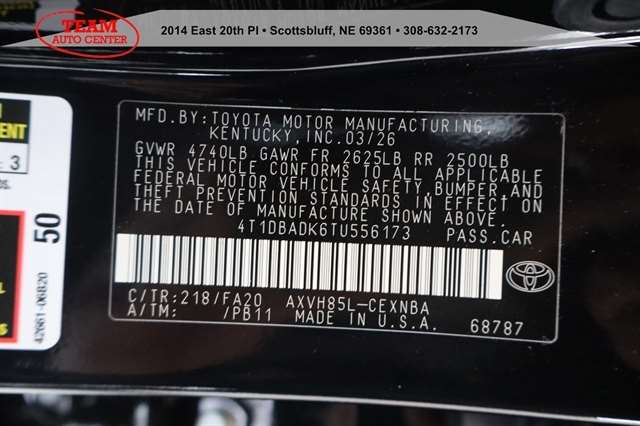 TEAM
AUTO CENTER
2014 East 20th Pl • Scottsbluff, NE 69361 • 308-632-2173
MFD.BY:TOYOTA MOTOR MANUFACTURING,
KENTUCKY,INC.03/26
GVWR 4740LB GAWR FR 2625LB RR 2500LB
THIS VEHICLE CONFORMS TO ALL APPLICABLE
FEDERAL MOTOR VEHICLE SAFETY,BUMPER,AND
THEFT PREVENTION STANDARDS IN EFFECT ON
THE DATE OF MANUFACTURE SHOWN ABOVE.
4T1DBADK6TU556173 PASS.CAR
C/TR:218/FA20 AXVH85L-CEXNBA
A/TM: /PB11 MADE IN U.S.A. 68787
3
50
42661-06B20